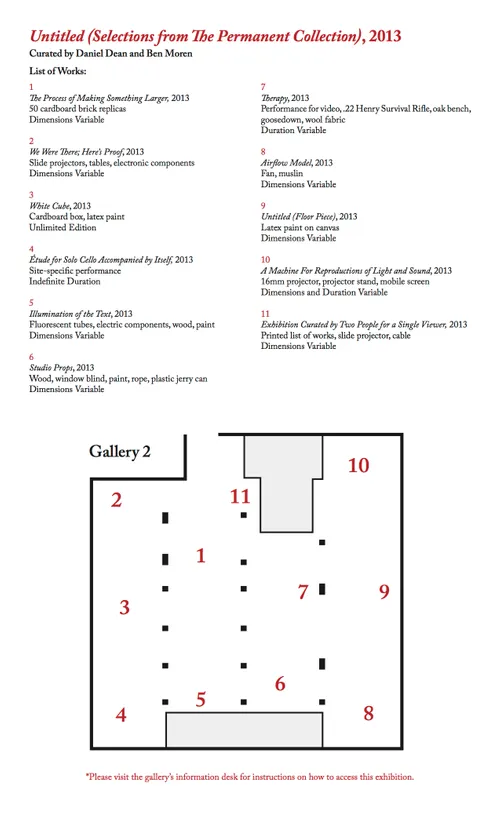 Untitled (Selections from The Permanent Collection), 2013
Curated by Daniel Dean and Ben Moren
List of Works:
1
The Process of Making Something Larger, 2013
50 cardboard brick replicas
Dimensions Variable
2
We Were There; Here's Proof, 2013
Slide projectors, tables, electronic components
Dimensions Variable
3
White Cube, 2013
Cardboard box, latex paint
Unlimited Edition
4
Étude for Solo Cello Accompanied by Itself, 2013
Site-specific performance
Indefinite Duration
5
Illumination of the Text, 2013
Fluorescent tubes, electric components, wood, paint
Dimensions Variable
6
Studio Props, 2013
Wood, window blind, paint, rope, plastic jerry can
Dimensions Variable
7
Therapy, 2013
Performance for video, .22 Henry Survival Rifle, oak bench,
goosedown, wool fabric
Duration Variable
8
Airflow Model, 2013
Fan, muslin
Dimensions Variable
9
Untitled (Floor Piece), 2013
Latex paint on canvas
Dimensions Variable
10
A Machine For Reproductions of Light and Sound, 2013
16mm projector, projector stand, mobile screen
Dimensions and Duration Variable
11
Exhibition Curated by Two People for a Single Viewer, 2013
Printed list of works, slide projector, cable
Dimensions Variable
Gallery 2
10
2
11
1
7
9
3
6
5
4
8
*Please visit the gallery's information desk for instructions on how to access this exhibition.